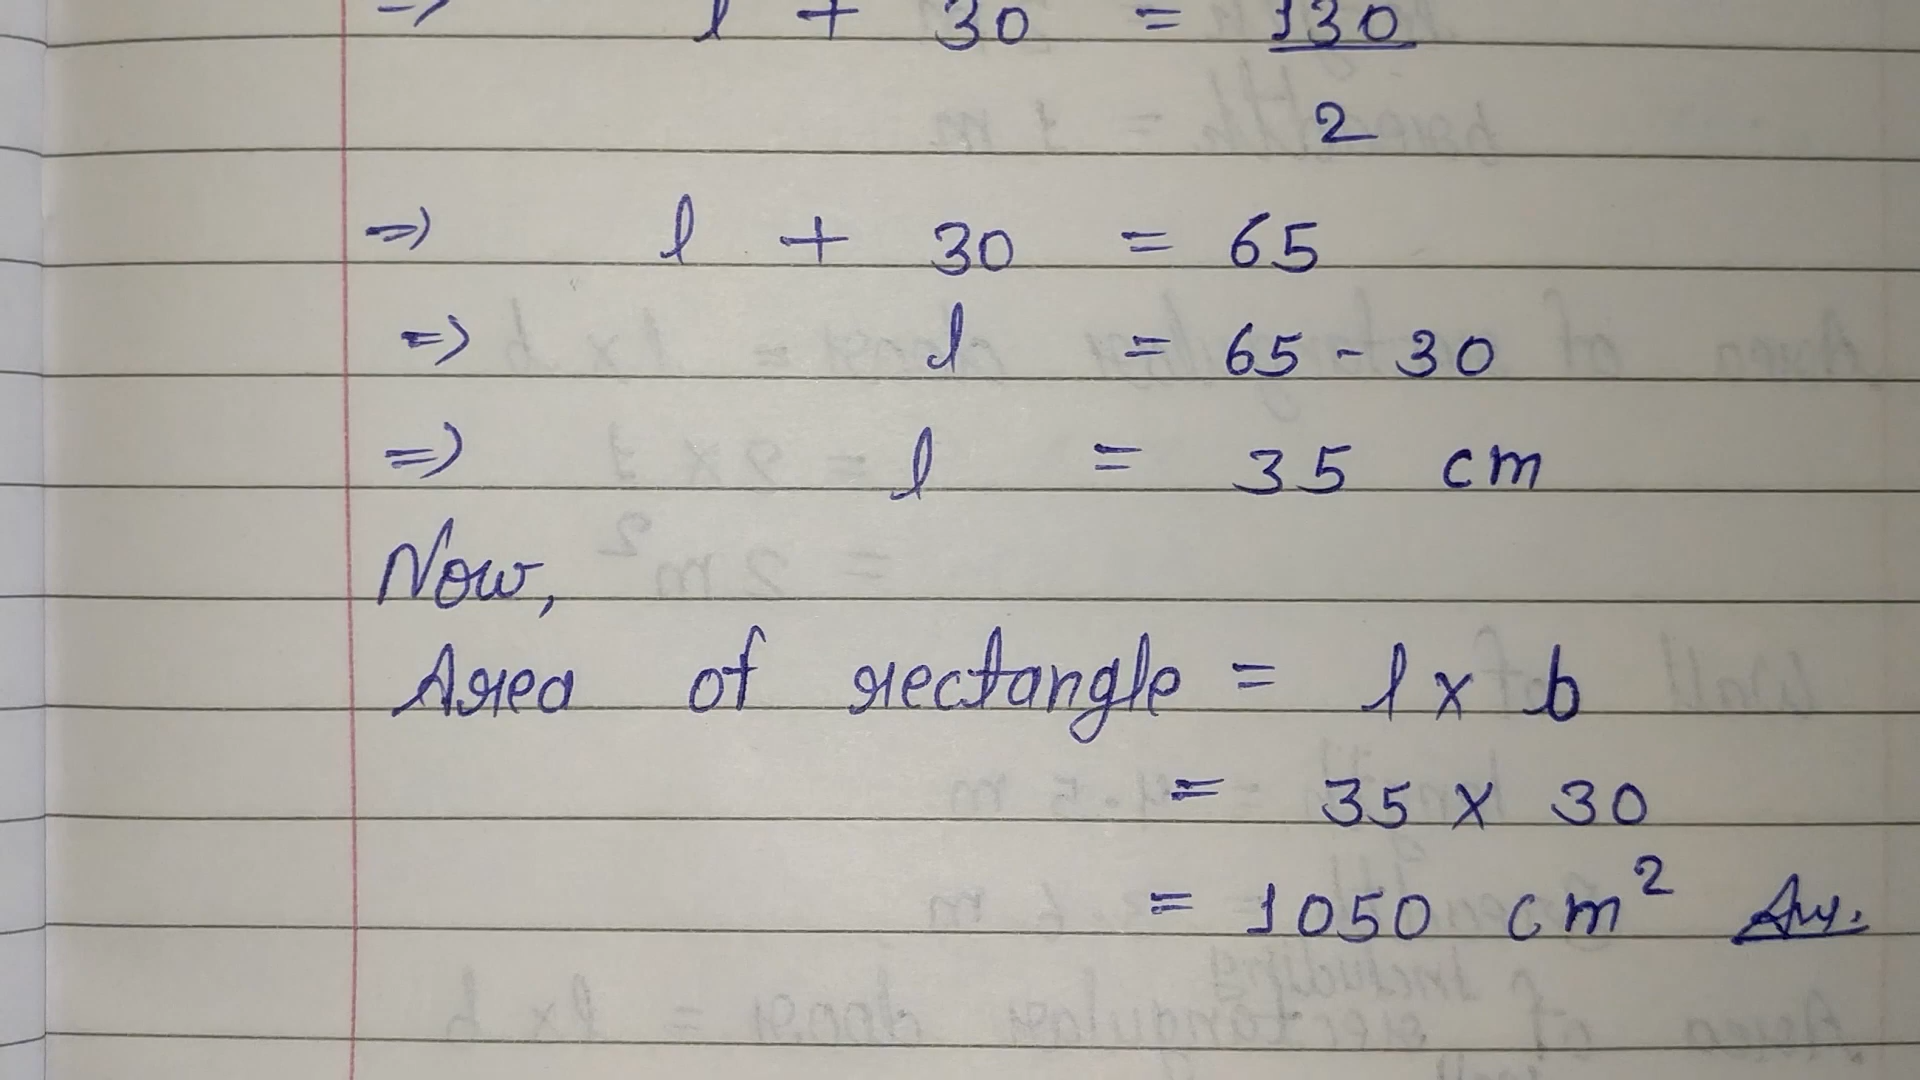 => l + 30 = 130
2
=> l + 30 = 65
=> l = 65 - 30
=> l = 35 cm
Now,
Area of rectangle = l x b
= 35 x 30
= 1050 cm² Ans.